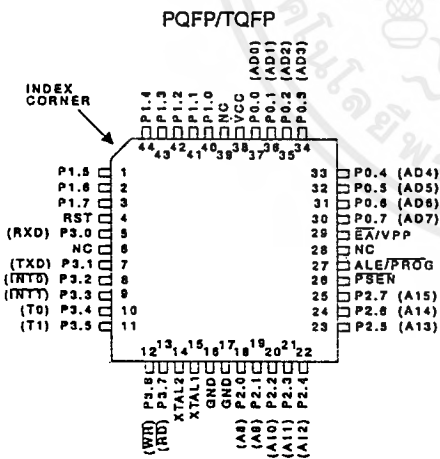 PQFP/TQFP
INDEX
CORNER
P1.4
P1.3
P1.2
P1.1
P1.0
NC
VCC
P0.0 (AD0)
P0.1 (AD1)
P0.2 (AD2)
P0.3 (AD3)
44 43 42 41 40 39 38 37 36 35 34
P1.5 1
P1.6 2
P1.7 3
RST 4
(RXD) P3.0 5
NC 6
(TXD) P3.1 7
(INT0) P3.2 8
(INT1) P3.3 9
(T0) P3.4 10
(T1) P3.5 11
33 P0.4 (AD4)
32 P0.5 (AD5)
31 P0.6 (AD6)
30 P0.7 (AD7)
29 EA/VPP
28 NC
27 ALE/PROG
26 PSEN
25 P2.7 (A15)
24 P2.6 (A14)
23 P2.5 (A13)
12 13 14 15 16 17 18 19 20 21 22
(WR) P3.6
(RD) P3.7
XTAL2
XTAL1
GND
GND
(A8) P2.0
(A9) P2.1
(A10) P2.2
(A11) P2.3
(A12) P2.4